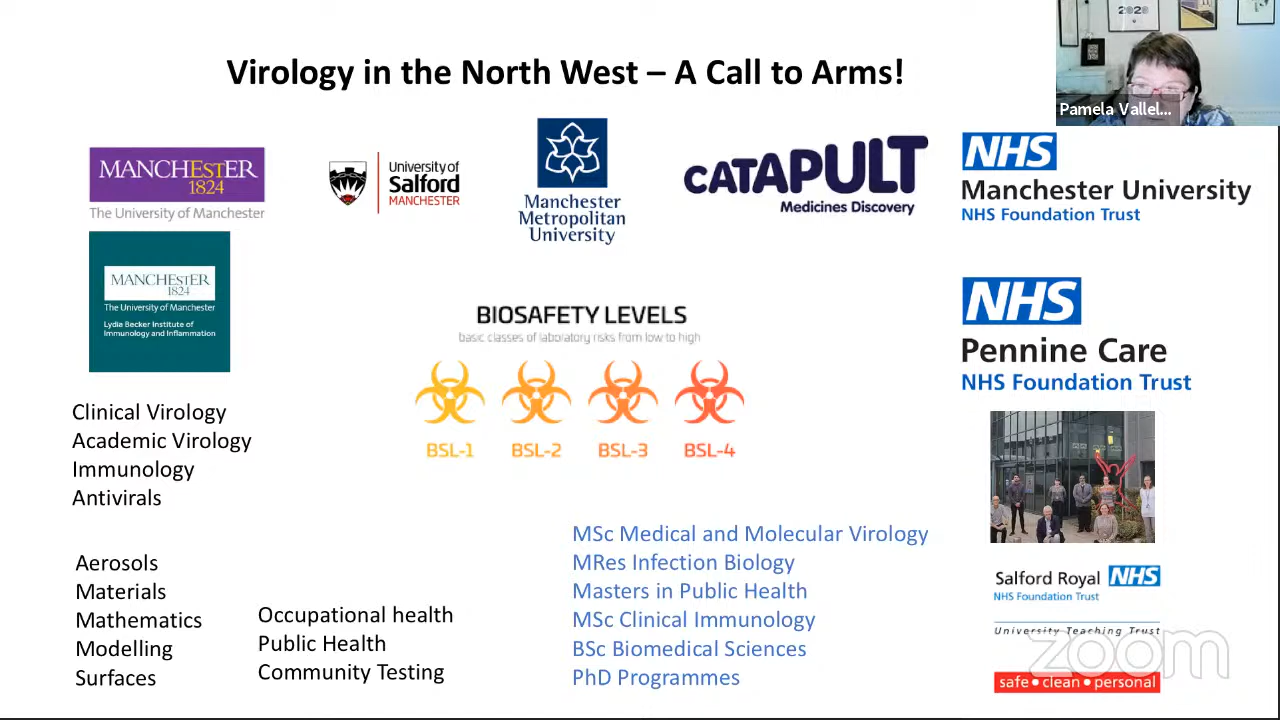 Virology in the North West – A Call to Arms!
2020
Pamela Vallel...
MANCHESTER
1824
The University of Manchester
University of
Salford
MANCHESTER
Manchester
Metropolitan
University
CATAPULT
Medicines Discovery
NHS
Manchester University
NHS Foundation Trust
MANCHESTER
1824
The University of Manchester
Lydia Becker Institute of
Immunology and Inflammation
BIOSAFETY LEVELS
basic classes of laboratory risks from low to high
BSL-1 BSL-2 BSL-3 BSL-4
NHS
Pennine Care
NHS Foundation Trust
Clinical Virology
Academic Virology
Immunology
Antivirals
Aerosols
Materials
Mathematics
Modelling
Surfaces
Occupational health
Public Health
Community Testing
MSc Medical and Molecular Virology
MRes Infection Biology
Masters in Public Health
MSc Clinical Immunology
BSc Biomedical Sciences
PhD Programmes
Salford Royal NHS
NHS Foundation Trust
University Teaching Trust
zoom
safe • clean • personal